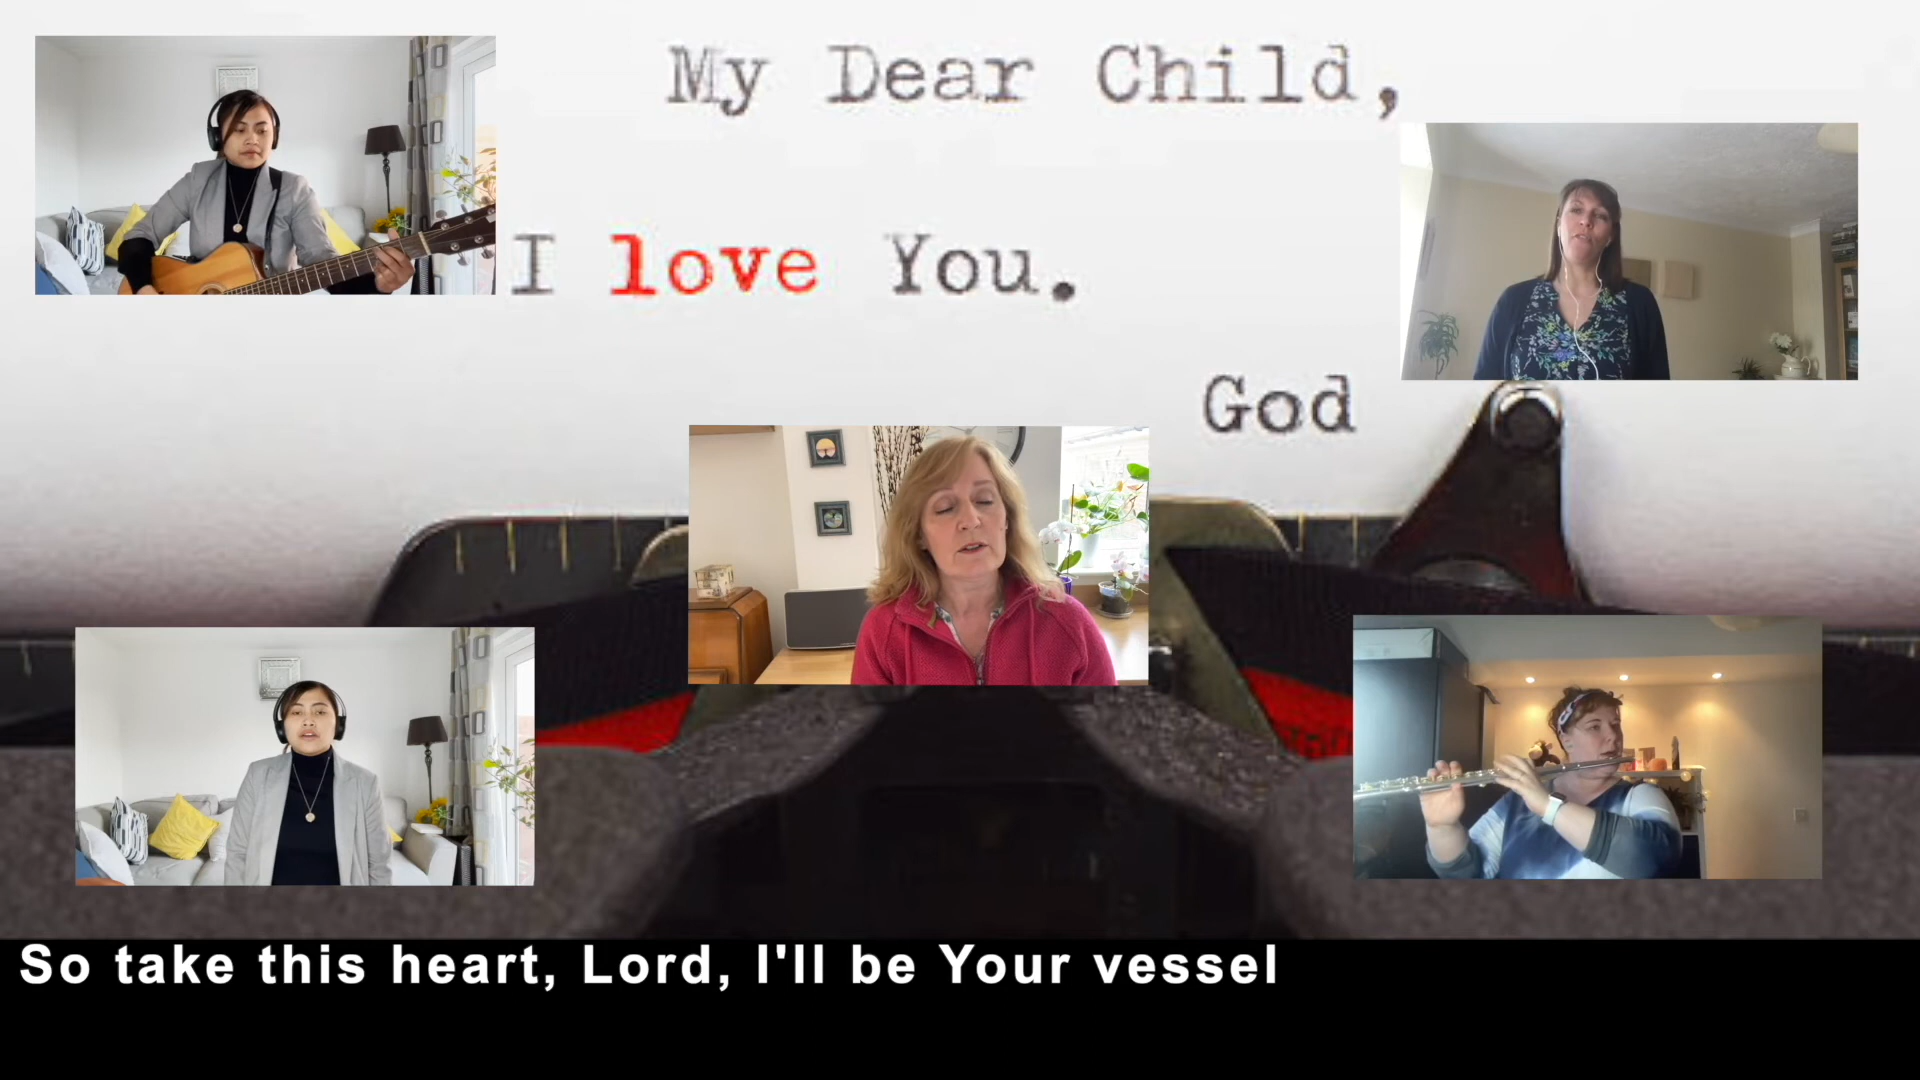 My Dear Child,
I love You.
God
So take this heart, Lord, I'll be Your vessel